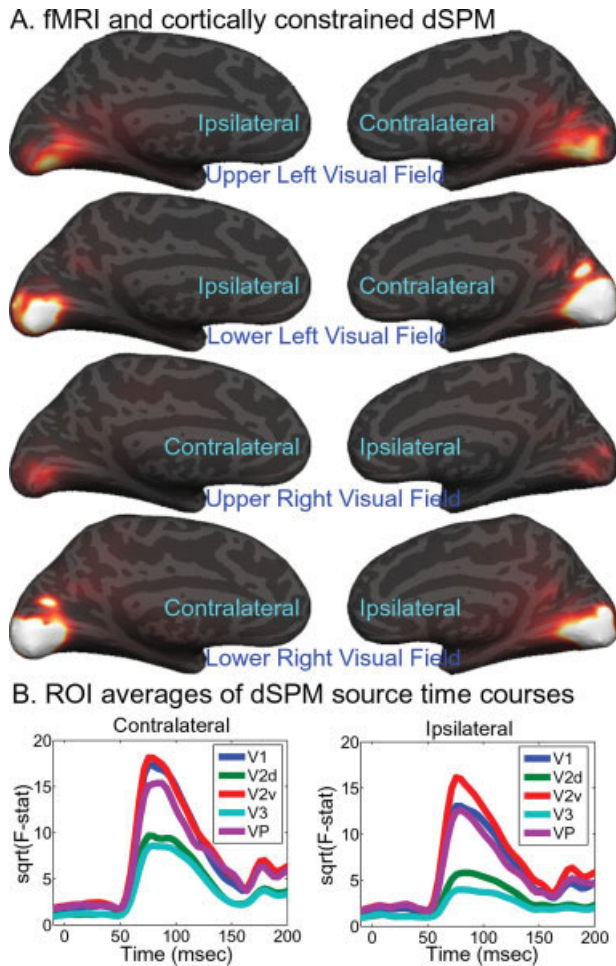 A. fMRI and cortically constrained dSPM
Ipsilateral
Contralateral
Upper Left Visual Field
Ipsilateral
Contralateral
Lower Left Visual Field
Contralateral
Ipsilateral
Upper Right Visual Field
Contralateral
Ipsilateral
Lower Right Visual Field
B. ROI averages of dSPM source time courses
Contralateral
sqrt(F-stat)
20
15
10
5
0
V1
V2d
V2v
V3
VP
0 50 100 150 200
Time (msec)
Ipsilateral
sqrt(F-stat)
20
15
10
5
0
V1
V2d
V2v
V3
VP
0 50 100 150 200
Time (msec)